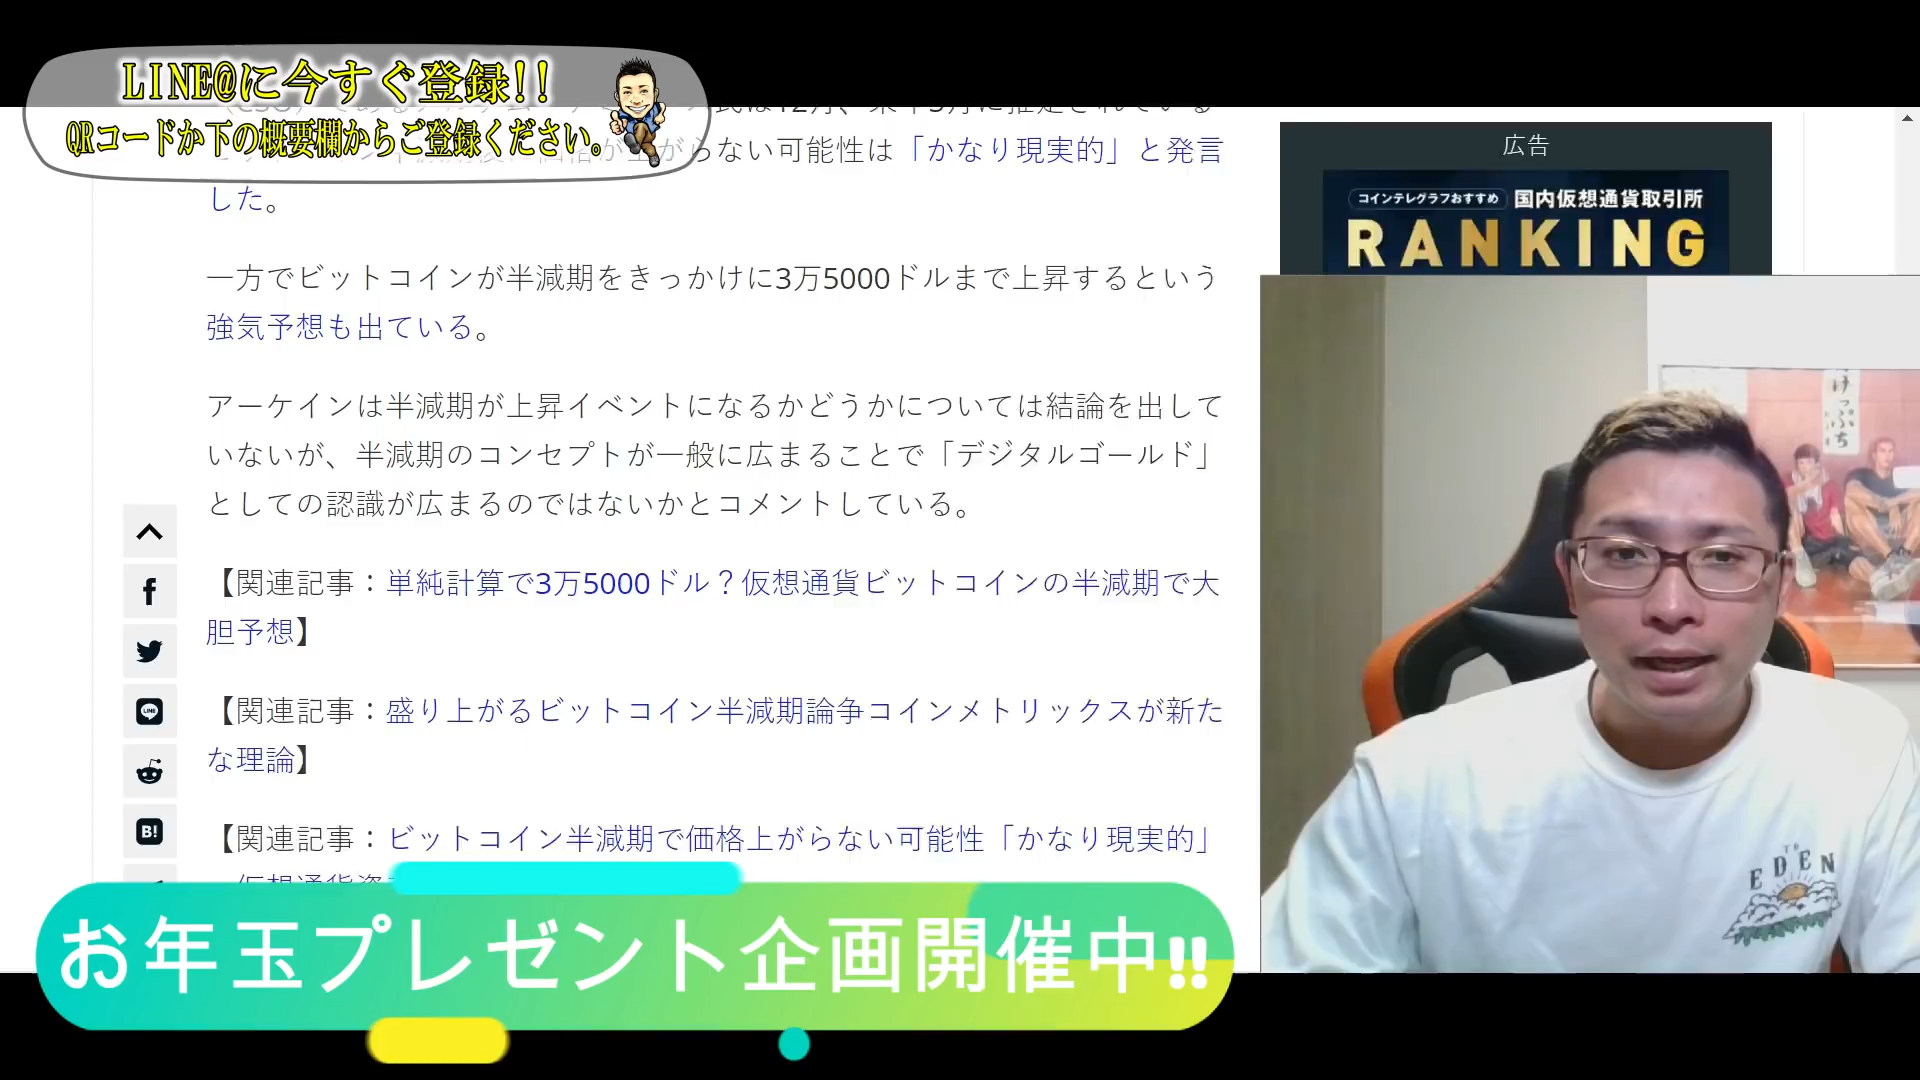 LINE@に今すぐ登録!!
QRコードか下の概要欄からご登録ください。
がらない可能性は「かなり現実的」と発言
した。
一方でビットコインが半減期をきっかけに3万5000ドルまで上昇するという
強気予想も出ている。
アーケインは半減期が上昇イベントになるかどうかについては結論を出して
いないが、半減期のコンセプトが一般に広まることで「デジタルゴールド」
としての認識が広まるのではないかとコメントしている。
【関連記事：単純計算で3万5000ドル？仮想通貨ビットコインの半減期で大
胆予想】
【関連記事：盛り上がるビットコイン半減期論争コインメトリックスが新た
な理論】
【関連記事：ビットコイン半減期で価格上がらない可能性「かなり現実的」
LINE
B!
広告
コインテレグラフおすすめ 国内仮想通貨取引所
RANKING
けっぷち
TO
EDEN
お年玉プレゼント企画開催中!!